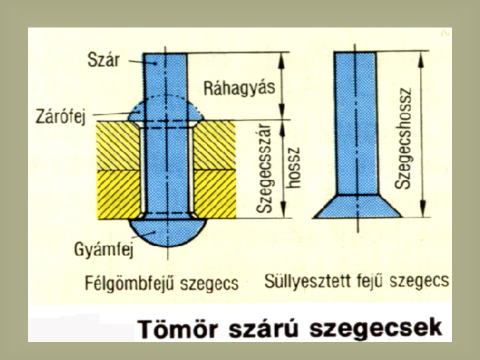 Szár
Ráhagyás
Zárófej
Szegecsszár
hossz
Szegecshossz
Gyámfej
Félgömbfejű szegecs
Süllyesztett fejű szegecs
Tömör szárú szegecsek